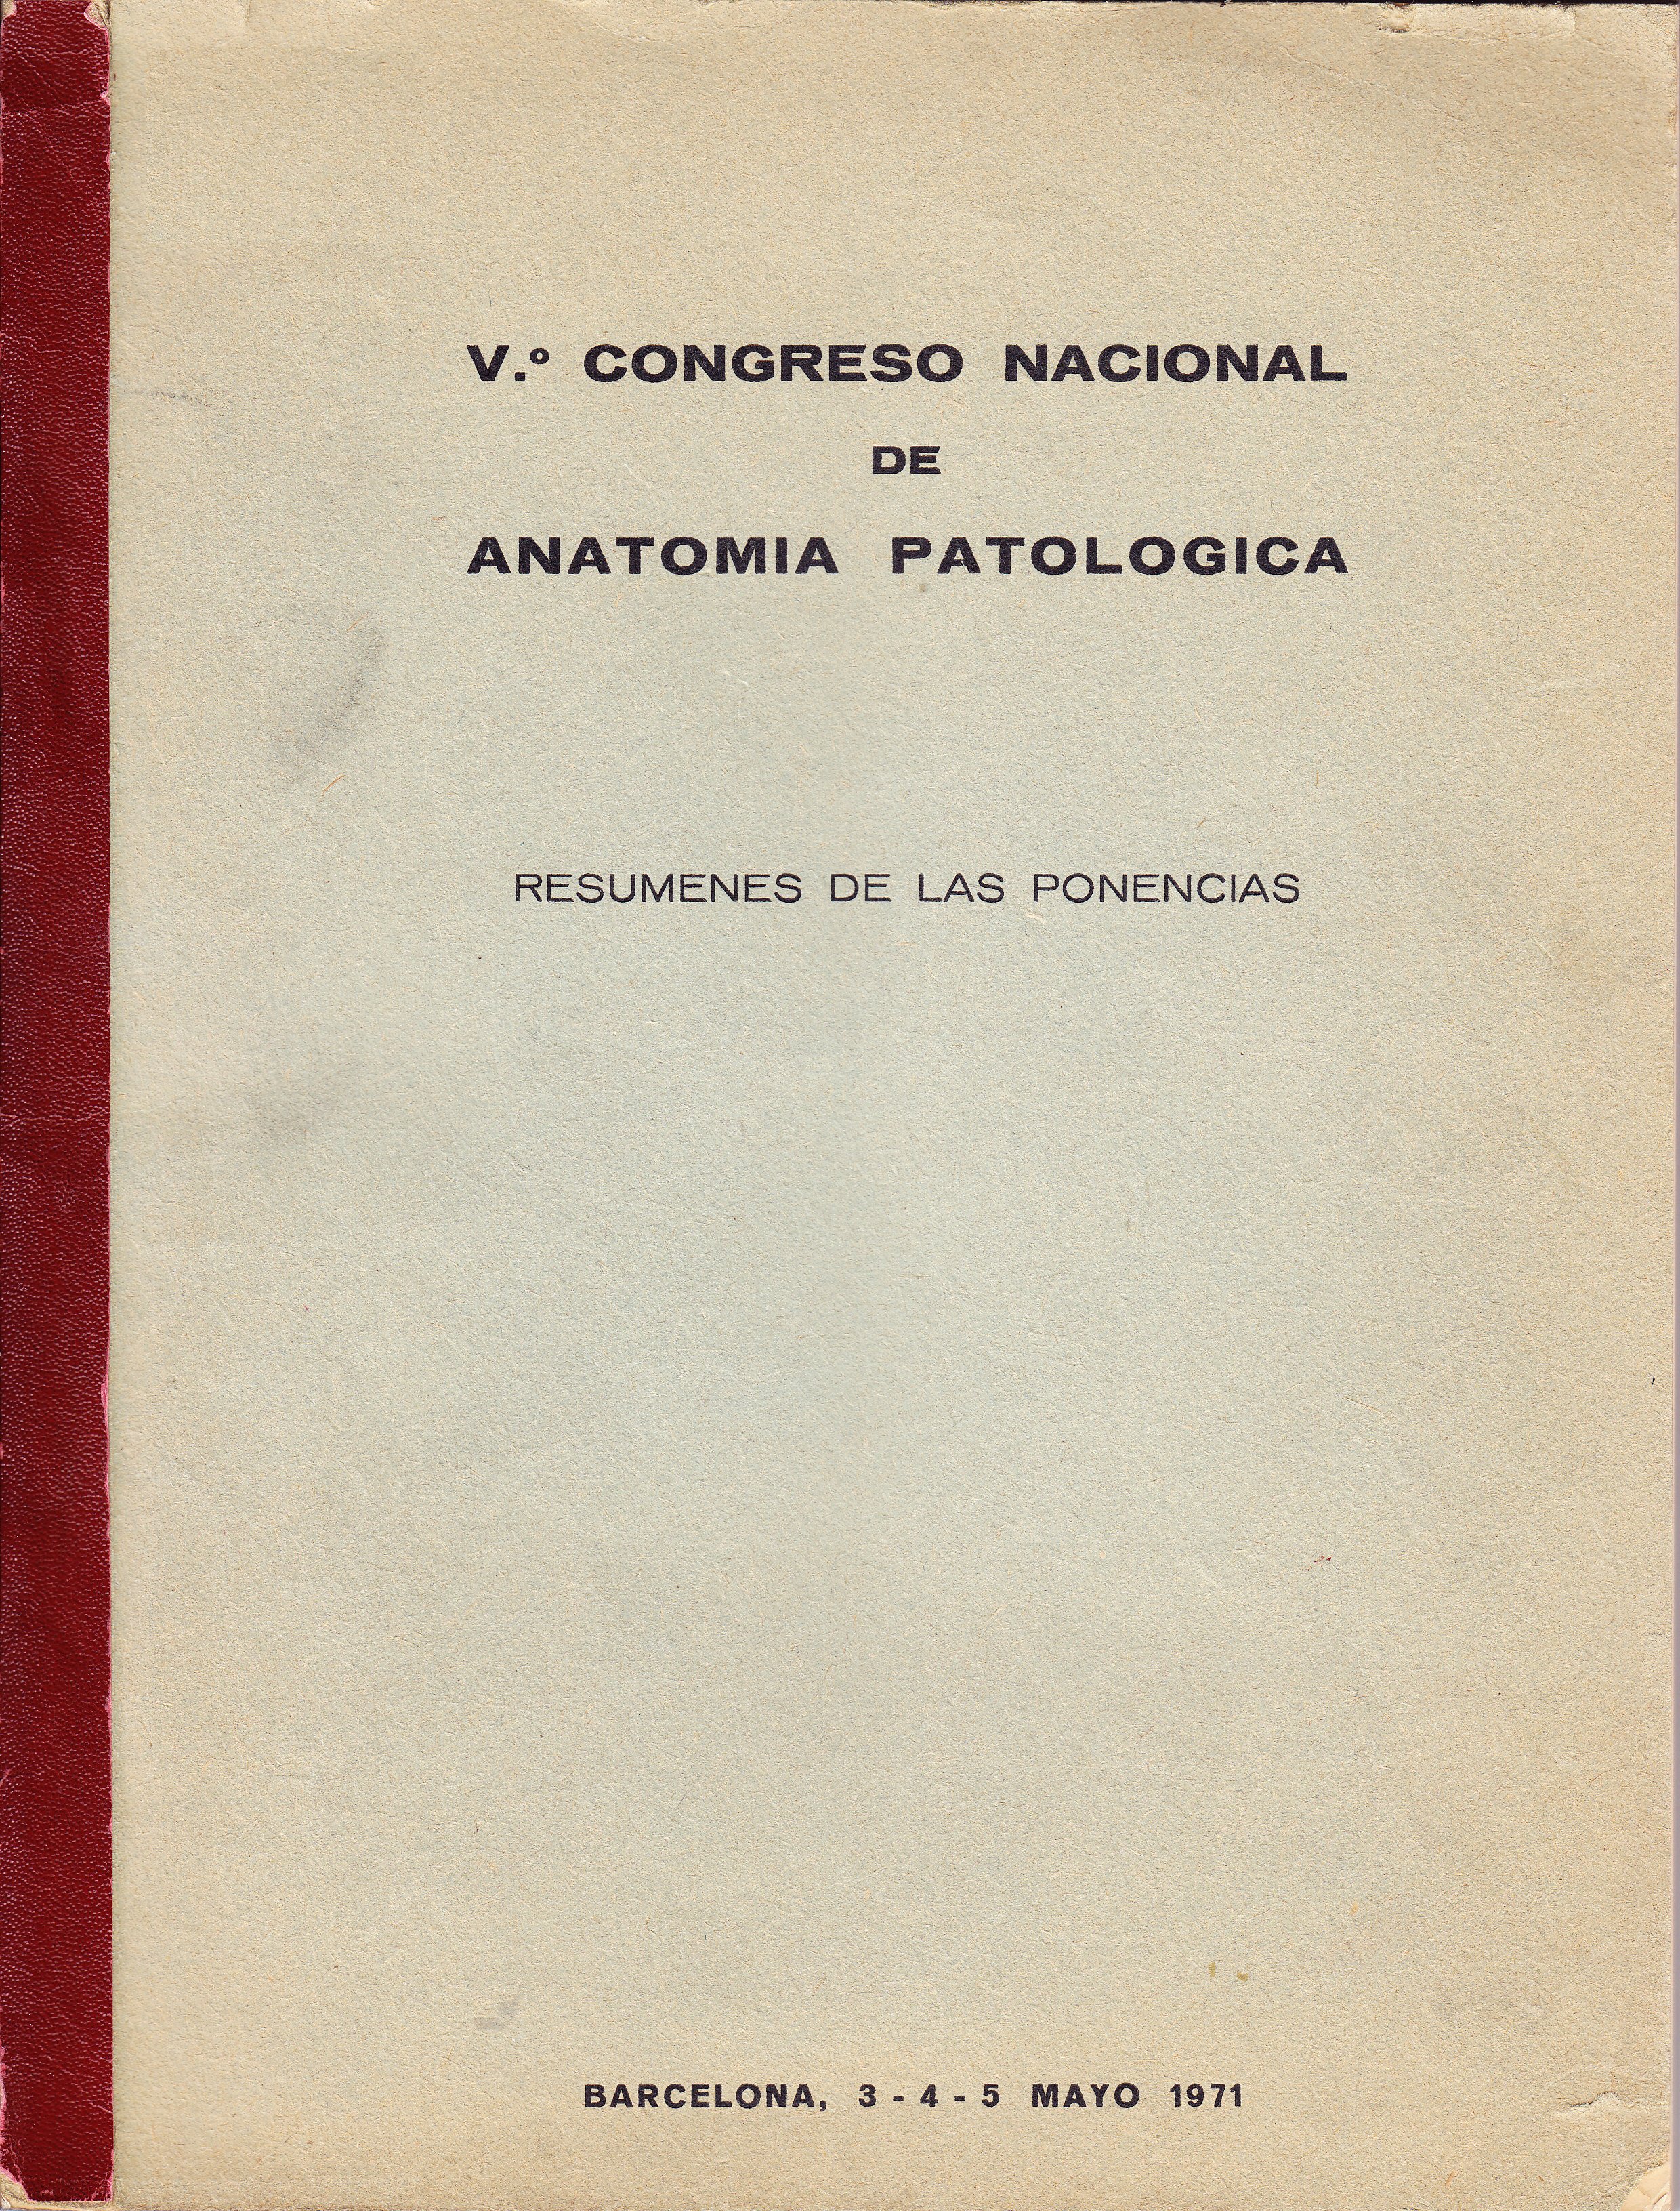 V.º CONGRESO NACIONAL
DE
ANATOMIA PATOLOGICA
RESUMENES DE LAS PONENCIAS
BARCELONA, 3 - 4 - 5 MAYO 1971